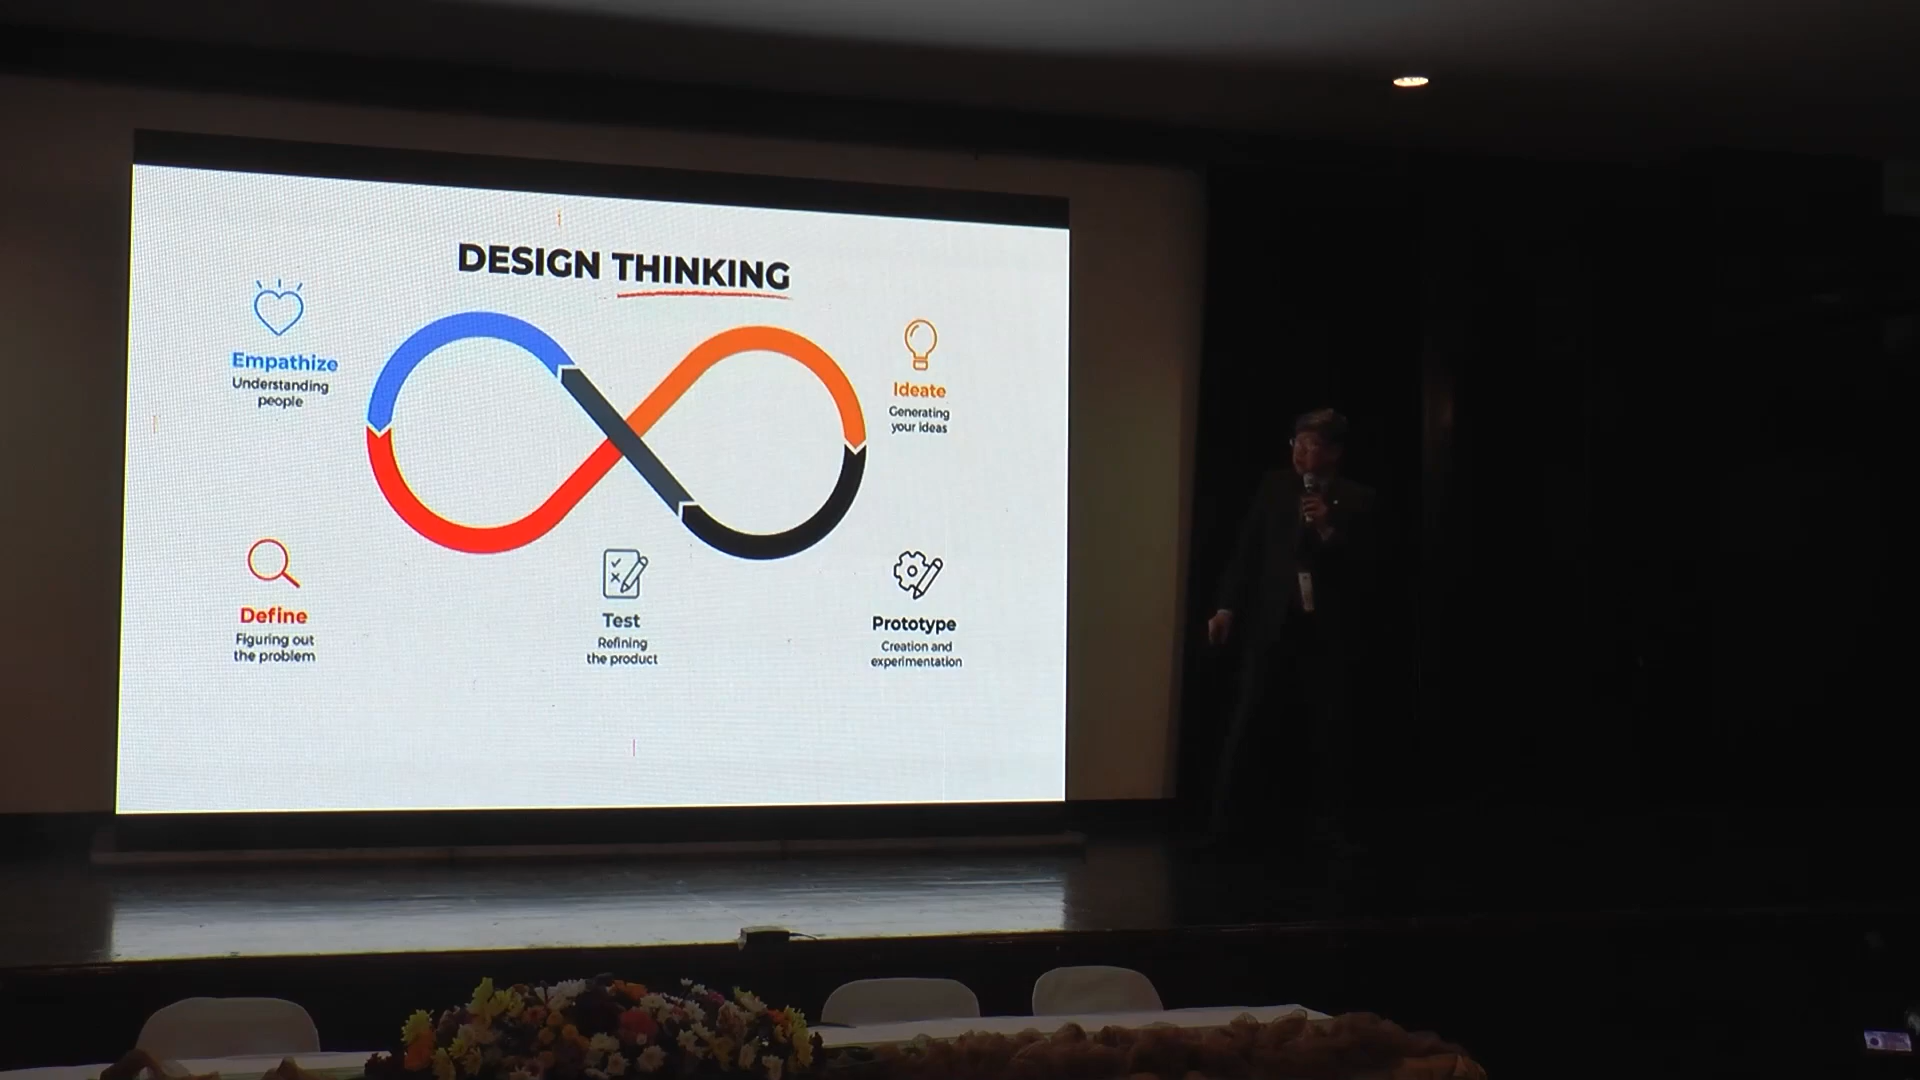 DESIGN THINKING
Empathize
Understanding
people
Ideate
Generating
your ideas
Define
Figuring out
the problem
Test
Refining
the product
Prototype
Creation and
experimentation